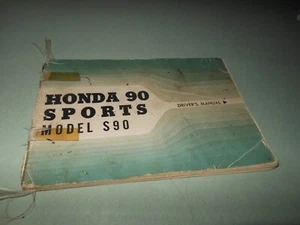 HONDA 90
SPORTS
MODEL S90
DRIVER'S MANUAL